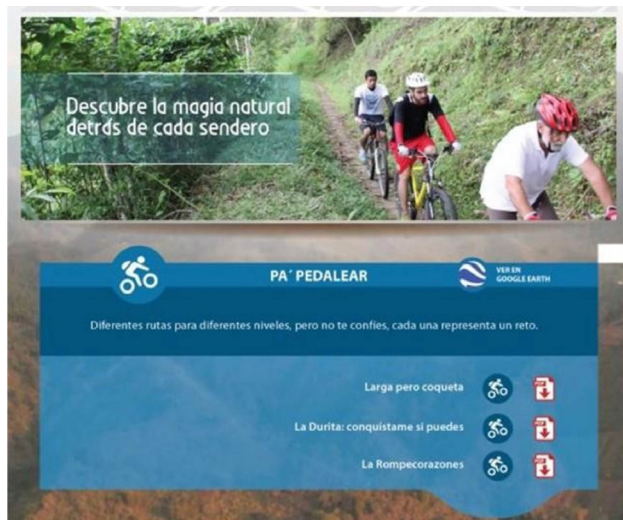 Descubre la magia natural
detrás de cada sendero
PA´ PEDALEAR
VER EN
GOOGLE EARTH
Diferentes rutas para diferentes niveles, pero no te confíes, cada una representa un reto.
Larga pero coqueta
La Durita: conquístame si puedes
La Rompecorazones